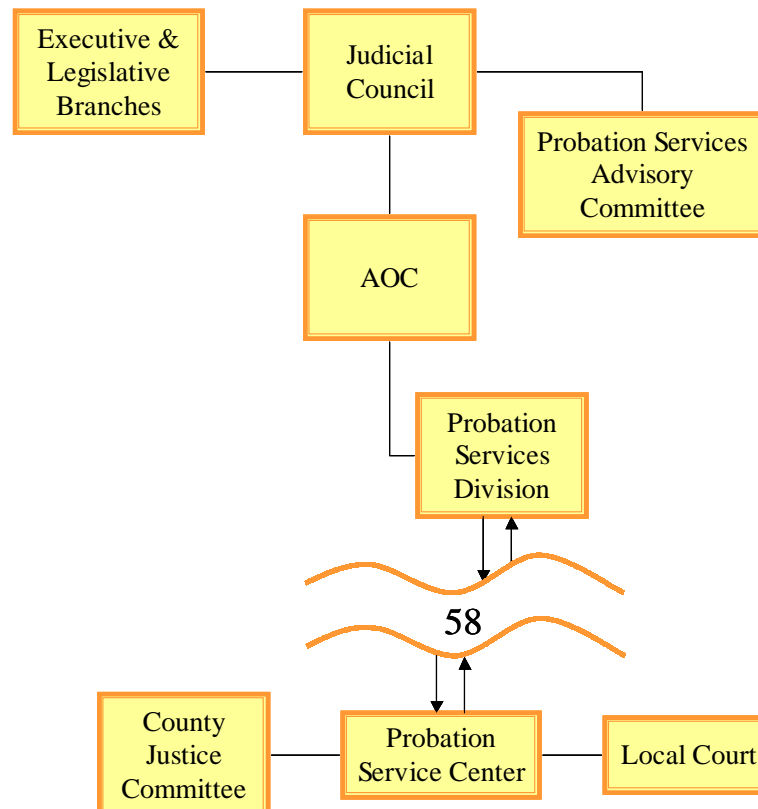 Executive &
Legislative
Branches
Judicial
Council
Probation Services
Advisory
Committee
AOC
Probation
Services
Division
58
County
Justice
Committee
Probation
Service Center
Local Court